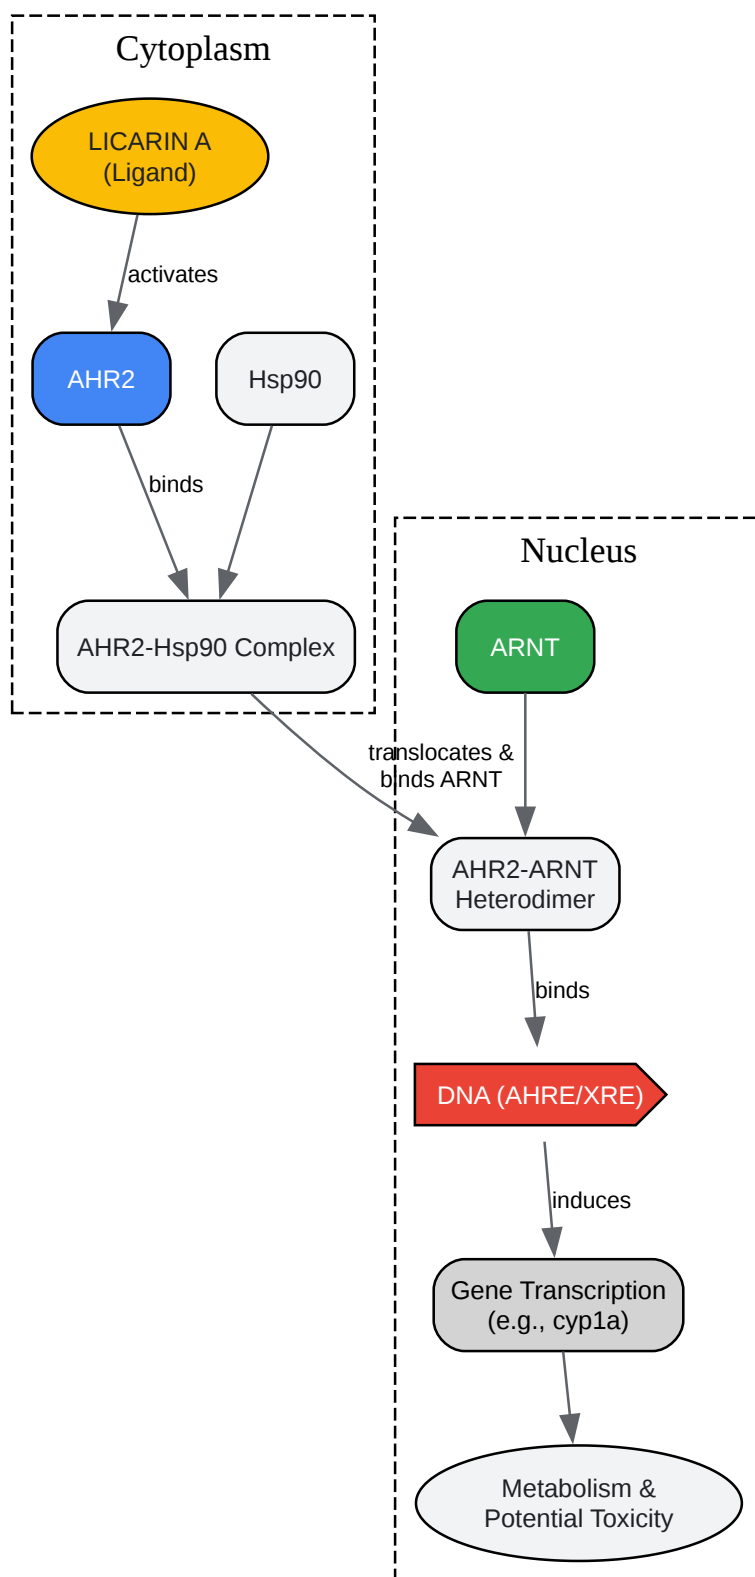 Cytoplasm
LICARIN A
(Ligand)
activates
AHR2
Hsp90
binds
AHR2-Hsp90 Complex
Nucleus
ARNT
translocates &
binds ARNT
AHR2-ARNT
Heterodimer
binds
DNA (AHRE/XRE)
induces
Gene Transcription
(e.g., cyp1a)
Metabolism &
Potential Toxicity